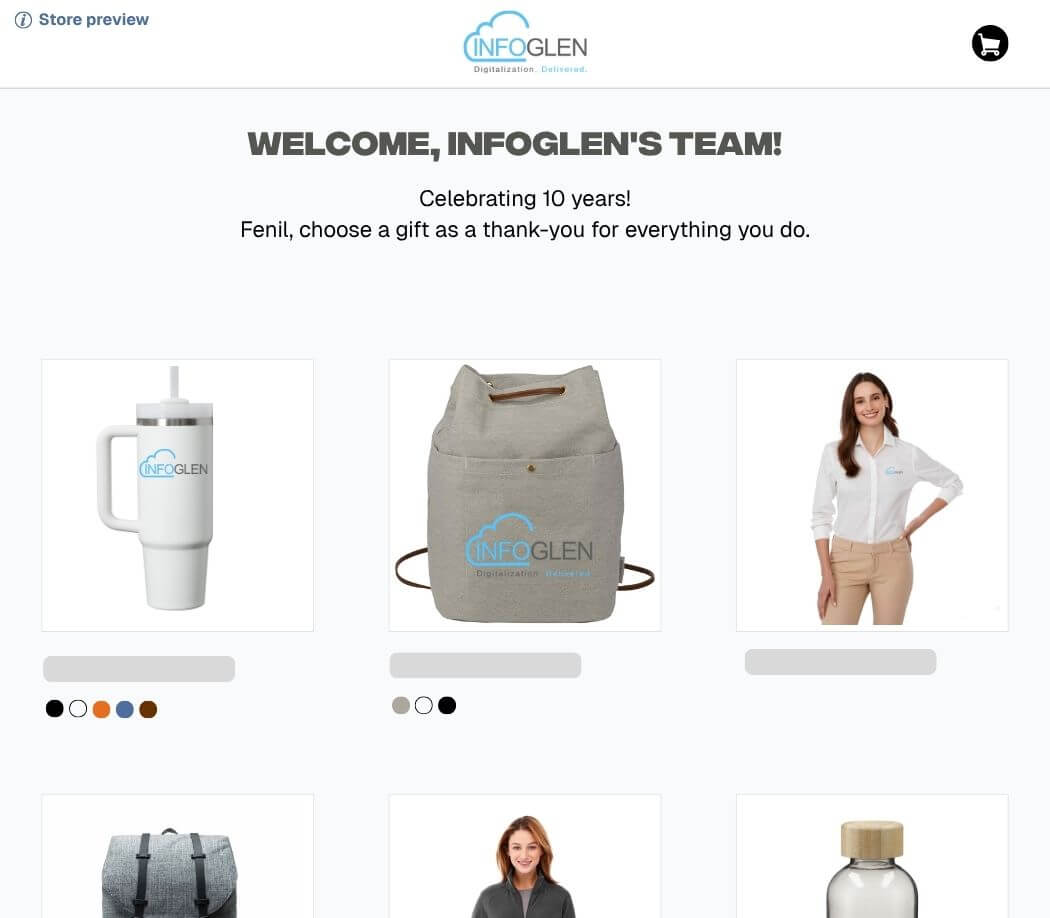 Store preview
INFOGLEN
Digitalization. Delivered.
WELCOME, INFOGLEN'S TEAM!
Celebrating 10 years!
Fenil, choose a gift as a thank-you for everything you do.
INFOGLEN
INFOGLEN
Digitalization. Delivered.